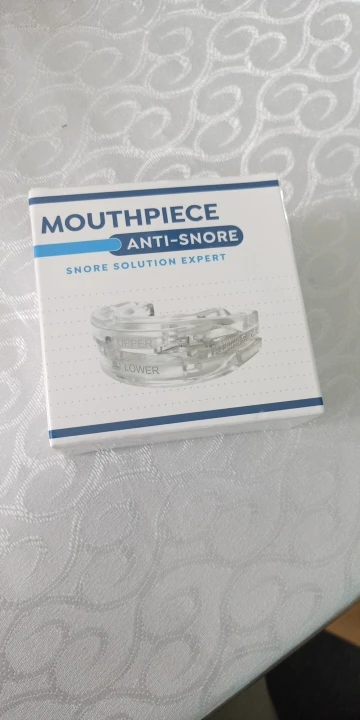 MOUTHPIECE
ANTI-SNORE
SNORE SOLUTION EXPERT
UPPER
LOWER